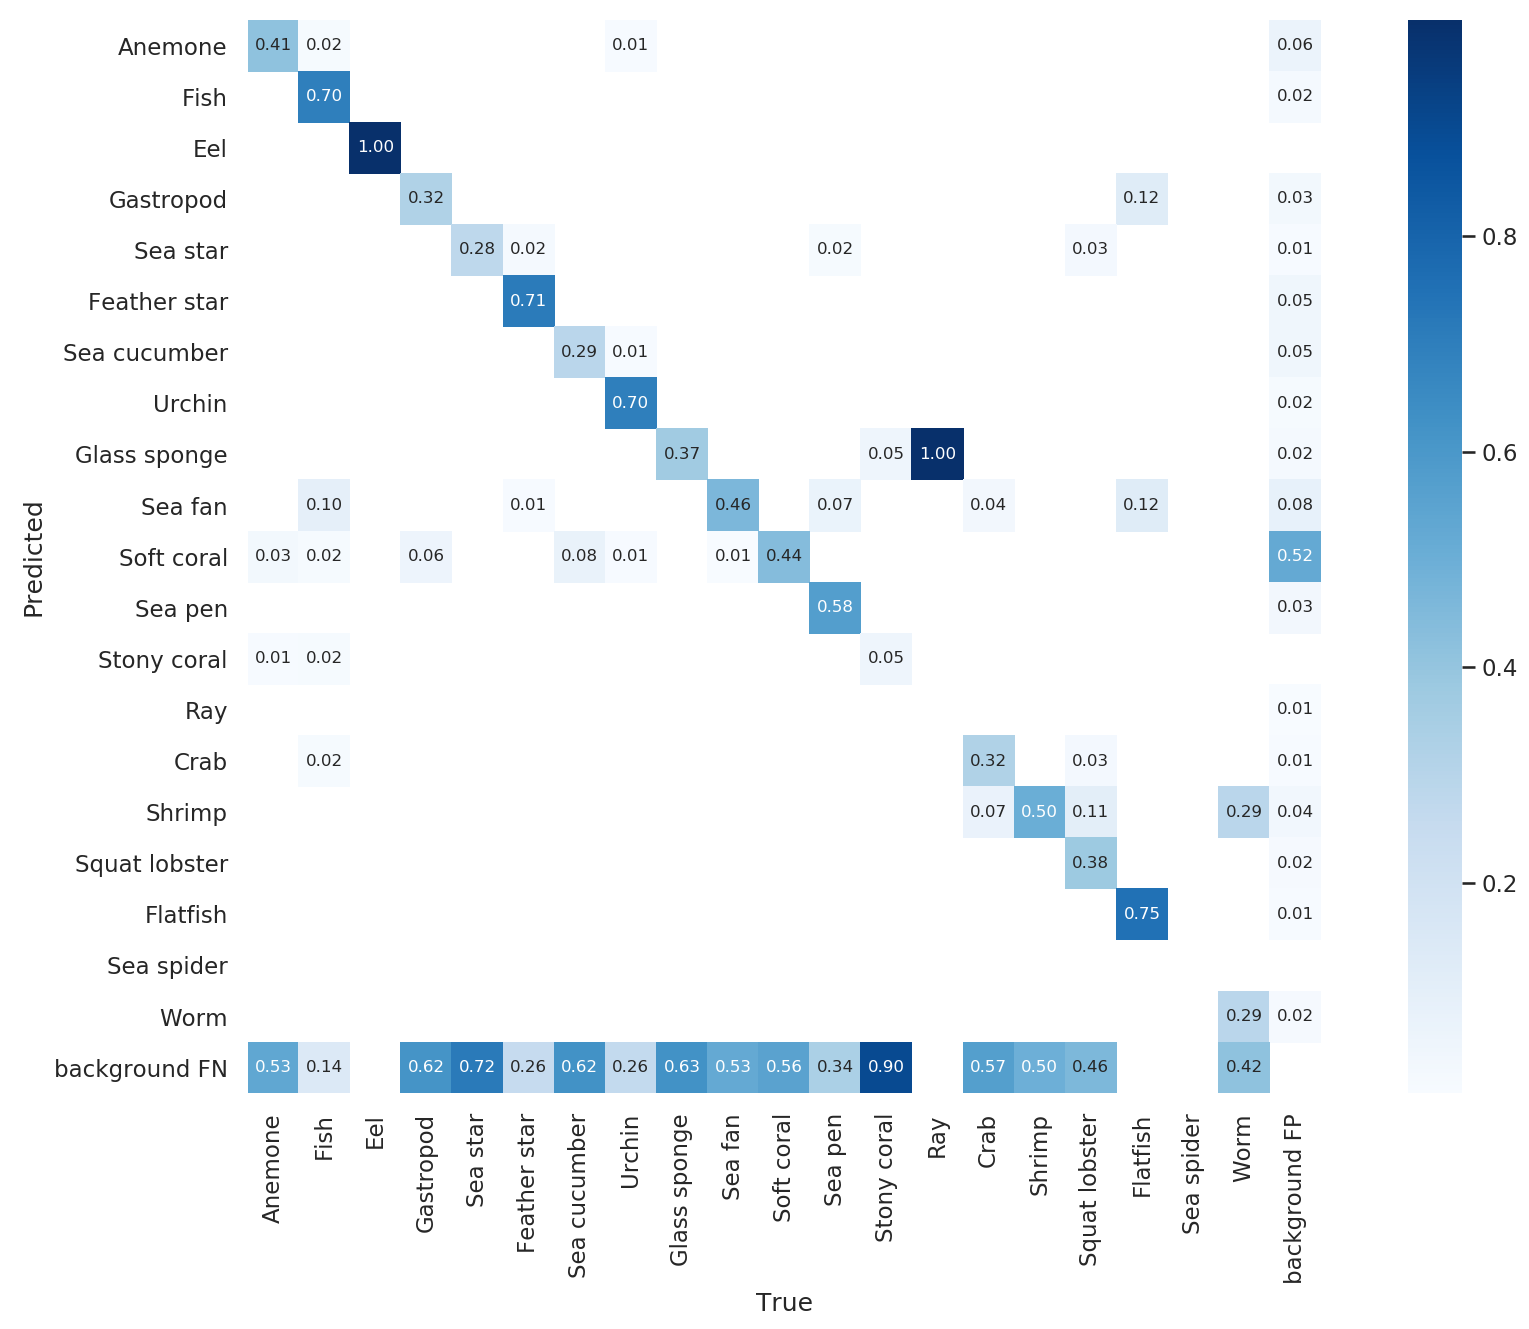 Anemone 0.41 0.02 0.01 0.06
Fish 0.70 0.02
Eel 1.00
Gastropod 0.32 0.12 0.03
Sea star 0.28 0.02 0.02 0.03 0.01
Feather star 0.71 0.05
Sea cucumber 0.29 0.01 0.05
Urchin 0.70 0.02
Glass sponge 0.37 0.05 1.00 0.02
Sea fan 0.10 0.01 0.46 0.07 0.04 0.12 0.08
Soft coral 0.03 0.02 0.06 0.08 0.01 0.01 0.44 0.52
Sea pen 0.58 0.03
Stony coral 0.01 0.02 0.05
Ray 0.01
Crab 0.02 0.32 0.03 0.01
Shrimp 0.07 0.50 0.11 0.29 0.04
Squat lobster 0.38 0.02
Flatfish 0.75 0.01
Sea spider
Worm 0.29 0.02
background FN 0.53 0.14 0.62 0.72 0.26 0.62 0.26 0.63 0.53 0.56 0.34 0.90 0.57 0.50 0.46 0.42
Predicted
Anemone
Fish
Eel
Gastropod
Sea star
Feather star
Sea cucumber
Urchin
Glass sponge
Sea fan
Soft coral
Sea pen
Stony coral
Ray
Crab
Shrimp
Squat lobster
Flatfish
Sea spider
Worm
background FP
True
0.8
0.6
0.4
0.2